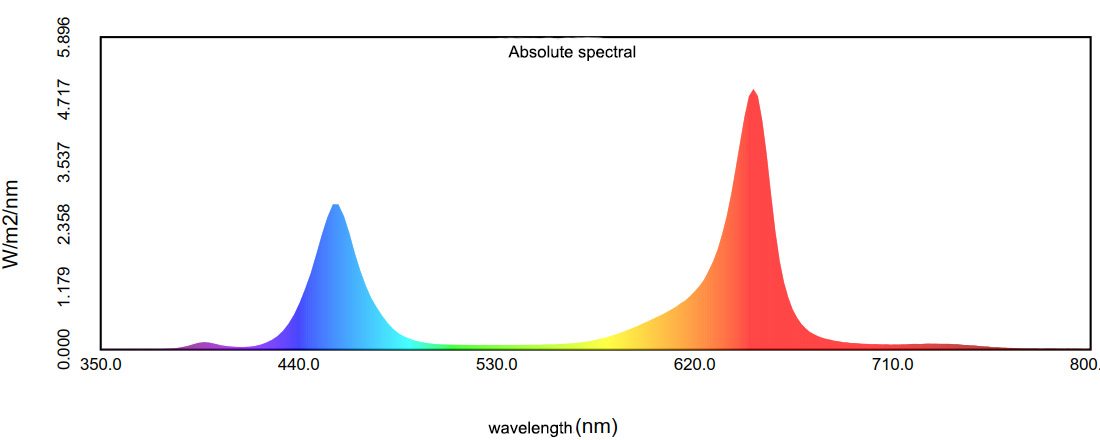 Absolute spectral
W/m2/nm
5.896
4.717
3.537
2.358
1.179
0.000
350.0 440.0 530.0 620.0 710.0 800.
wavelength (nm)